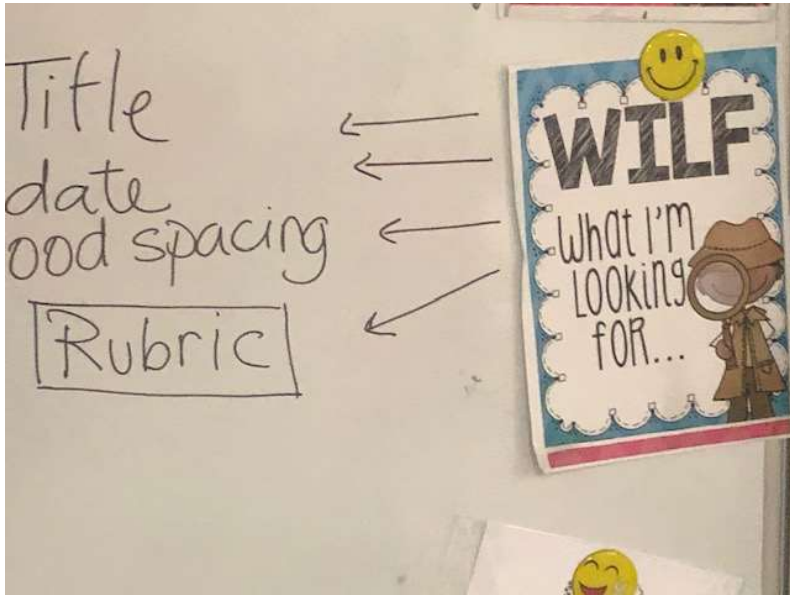 Title
date
ood spacing
Rubric
WILF
What I'm
Looking
for...